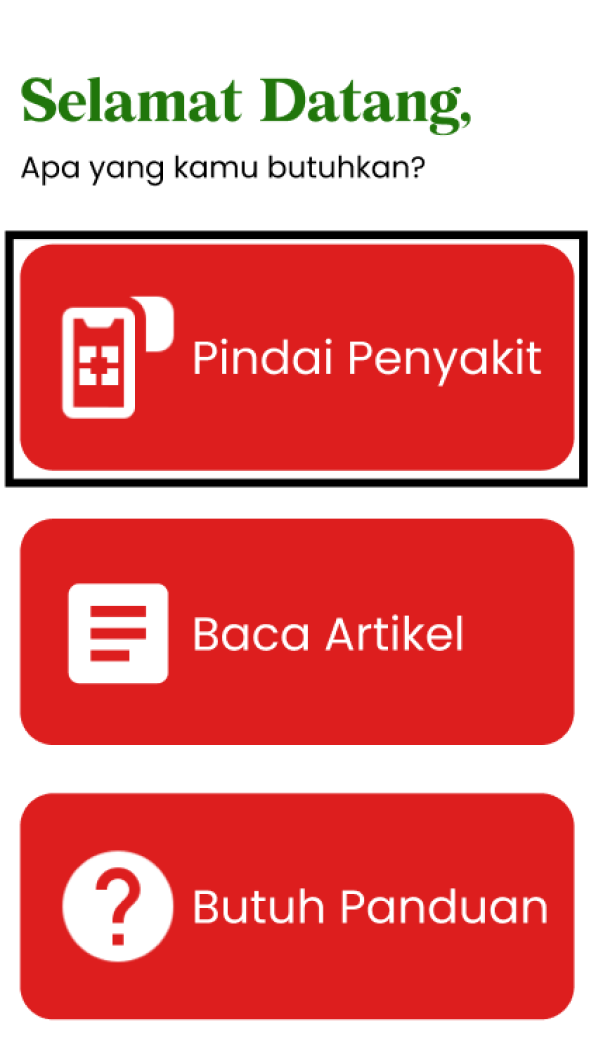 Selamat Datang,
Apa yang kamu butuhkan?
Pindai Penyakit
Baca Artikel
Butuh Panduan